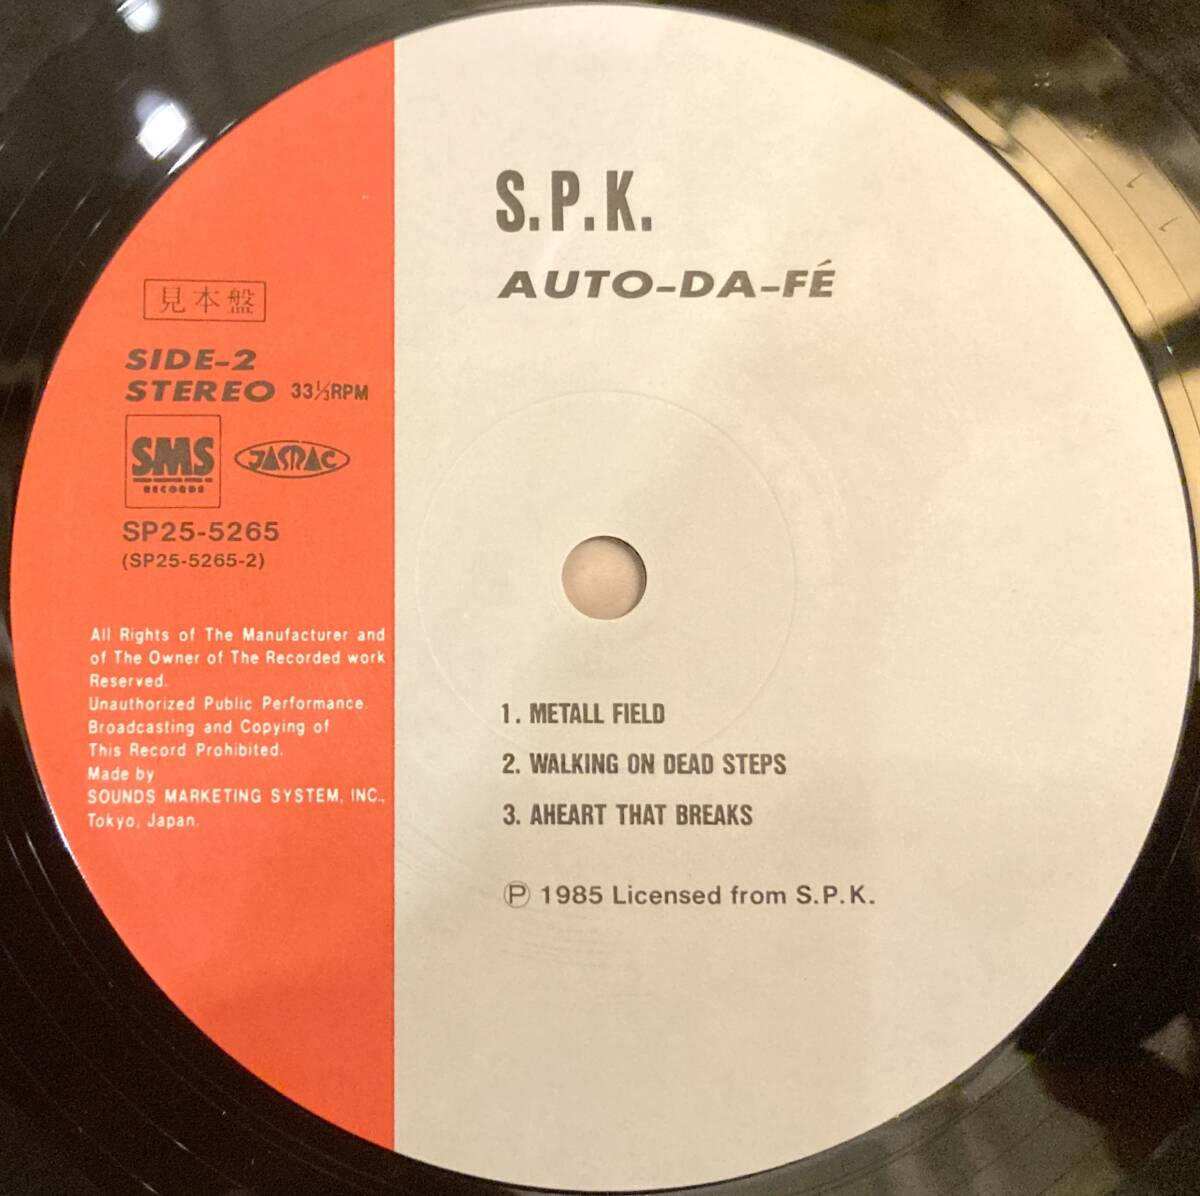 S.P.K.
AUTO-DA-FÉ
見本盤
SIDE-2
STEREO 33⅓RPM
SMS
RECORDS
JASRAC
SP25-5265
(SP25-5265-2)
All Rights of The Manufacturer and
of The Owner of The Recorded work
Reserved.
Unauthorized Public Performance.
Broadcasting and Copying of
This Record Prohibited.
Made by
SOUNDS MARKETING SYSTEM, INC.,
Tokyo, Japan.
1. METALL FIELD
2. WALKING ON DEAD STEPS
3. AHEART THAT BREAKS
Ⓟ 1985 Licensed from S.P.K.